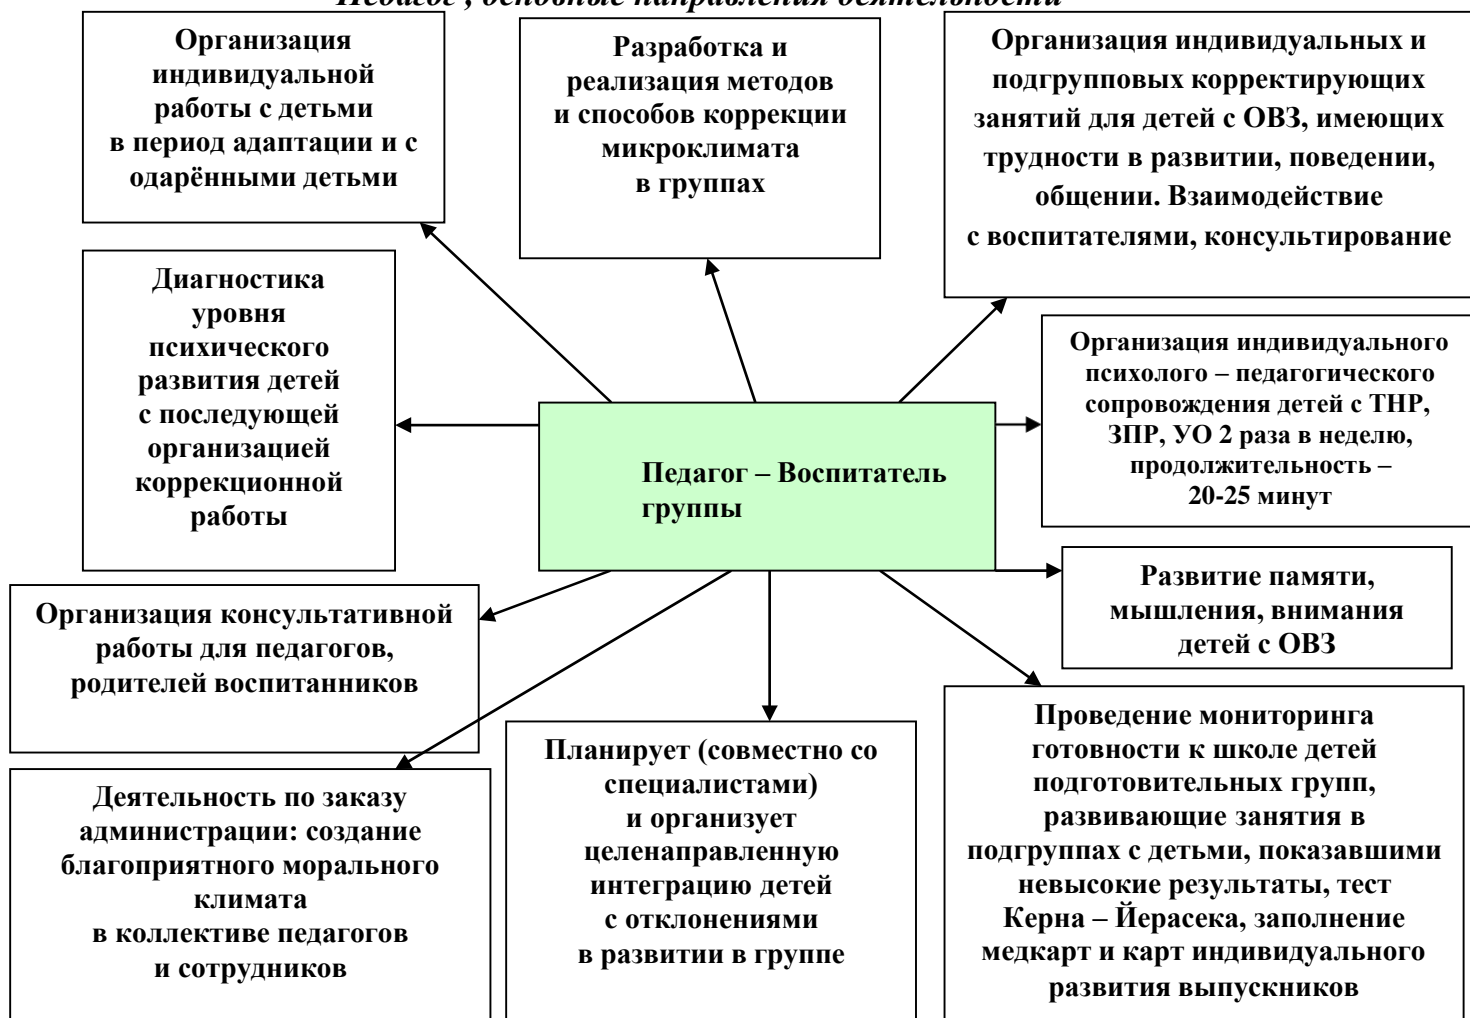 Педагог , основные направления деятельности
Организация
индивидуальной
работы с детьми
в период адаптации и с
одарёнными детьми
Разработка и
реализация методов
и способов коррекции
микроклимата
в группах
Организация индивидуальных и
подгрупповых корректирующих
занятий для детей с ОВЗ, имеющих
трудности в развитии, поведении,
общении. Взаимодействие
с воспитателями, консультирование
Диагностика
уровня
психического
развития детей
с последующей
организацией
коррекционной
работы
Организация индивидуального
психолого – педагогического
сопровождения детей с ТНР,
ЗПР, УО 2 раза в неделю,
продолжительность –
20-25 минут
Педагог – Воспитатель
группы
Развитие памяти,
мышления, внимания
детей с ОВЗ
Организация консультативной
работы для педагогов,
родителей воспитанников
Деятельность по заказу
администрации: создание
благоприятного морального
климата
в коллективе педагогов
и сотрудников
Планирует (совместно со
специалистами)
и организует
целенаправленную
интеграцию детей
с отклонениями
в развитии в группе
Проведение мониторинга
готовности к школе детей
подготовительных групп,
развивающие занятия в
подгруппах с детьми, показавшими
невысокие результаты, тест
Керна – Йерасека, заполнение
медкарт и карт индивидуального
развития выпускников